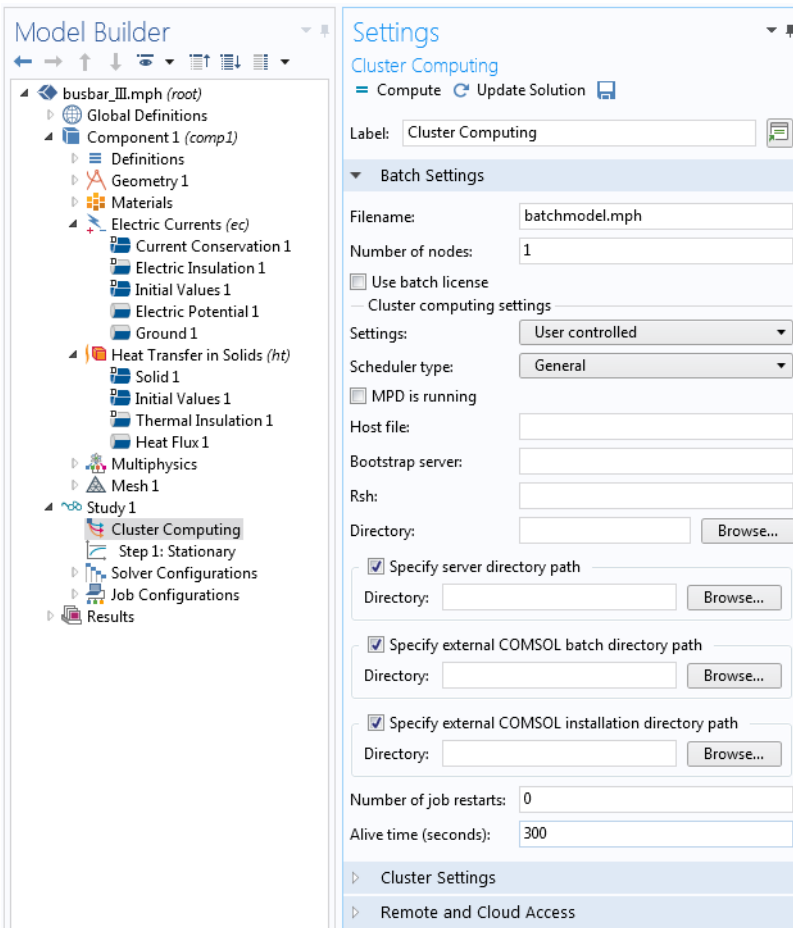 Model Builder
busbar_III.mph (root)
Global Definitions
Component 1 (comp1)
Definitions
Geometry 1
Materials
Electric Currents (ec)
Current Conservation 1
Electric Insulation 1
Initial Values 1
Electric Potential 1
Ground 1
Heat Transfer in Solids (ht)
Solid 1
Initial Values 1
Thermal Insulation 1
Heat Flux 1
Multiphysics
Mesh 1
Study 1
Cluster Computing
Step 1: Stationary
Solver Configurations
Job Configurations
Results
Settings
Cluster Computing
Compute Update Solution
Label: Cluster Computing
Batch Settings
Filename: batchmodel.mph
Number of nodes: 1
Use batch license
Cluster computing settings
Settings: User controlled
Scheduler type: General
MPD is running
Host file:
Bootstrap server:
Rsh:
Directory: Browse...
Specify server directory path
Directory: Browse...
Specify external COMSOL batch directory path
Directory: Browse...
Specify external COMSOL installation directory path
Directory: Browse...
Number of job restarts: 0
Alive time (seconds): 300
Cluster Settings
Remote and Cloud Access